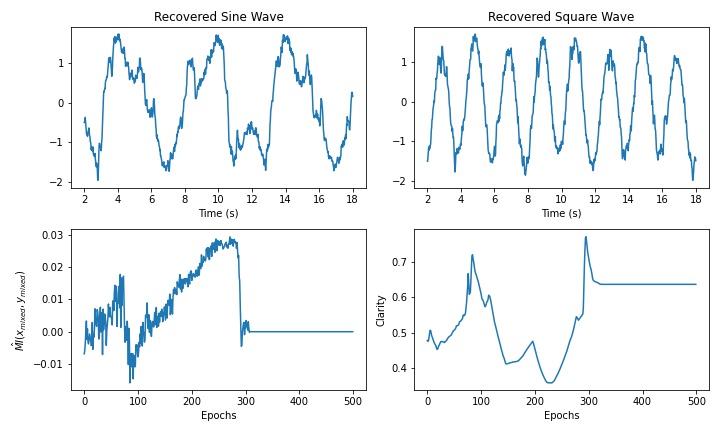 Recovered Sine Wave
1
0
−1
−2
2 4 6 8 10 12 14 16 18
Time (s)
Recovered Square Wave
1
0
−1
−2
2 4 6 8 10 12 14 16 18
Time (s)
M̂I(x_mixed, y_mixed)
0.03
0.02
0.01
0.00
−0.01
0 100 200 300 400 500
Epochs
Clarity
0.7
0.6
0.5
0.4
0 100 200 300 400 500
Epochs